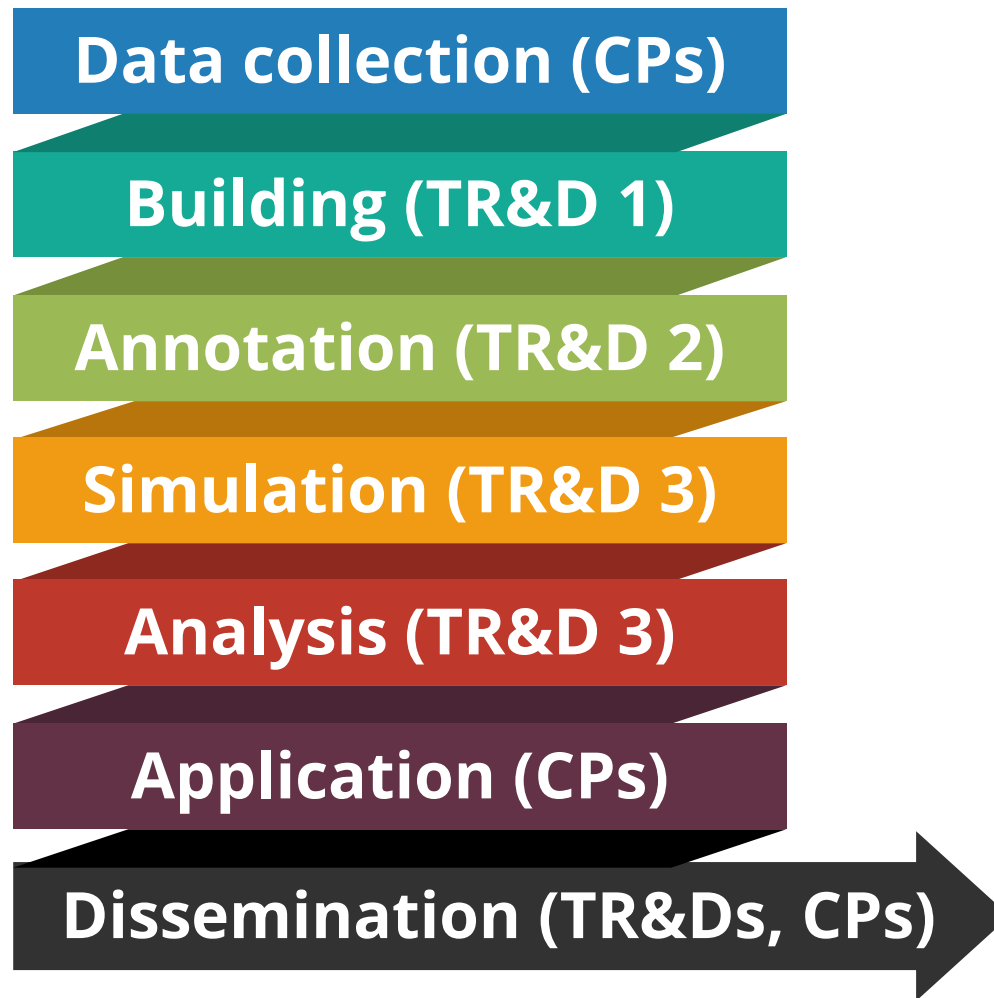 Data collection (CPs)
Building (TR&D 1)
Annotation (TR&D 2)
Simulation (TR&D 3)
Analysis (TR&D 3)
Application (CPs)
Dissemination (TR&Ds, CPs)